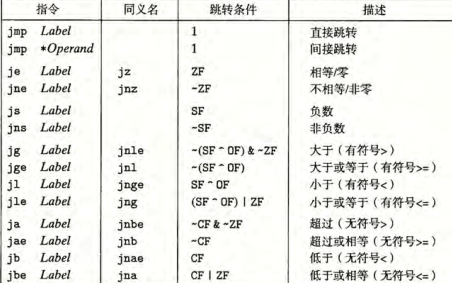 指令 同义名 跳转条件 描述
jmp Label 1 直接跳转
jmp *Operand 1 间接跳转
je Label jz ZF 相等/零
jne Label jnz ~ZF 不相等/非零
js Label SF 负数
jns Label ~SF 非负数
jg Label jnle ~(SF ^ OF) & ~ZF 大于（有符号>）
jge Label jnl ~(SF ^ OF) 大于或等于（有符号>=）
jl Label jnge SF ^ OF 小于（有符号<）
jle Label jng (SF ^ OF) | ZF 小于或等于（有符号<=）
ja Label jnbe ~CF & ~ZF 超过（无符号>）
jae Label jnb ~CF 超过或相等（无符号>=）
jb Label jnae CF 低于（无符号<）
jbe Label jna CF | ZF 低于或相等（无符号<=）